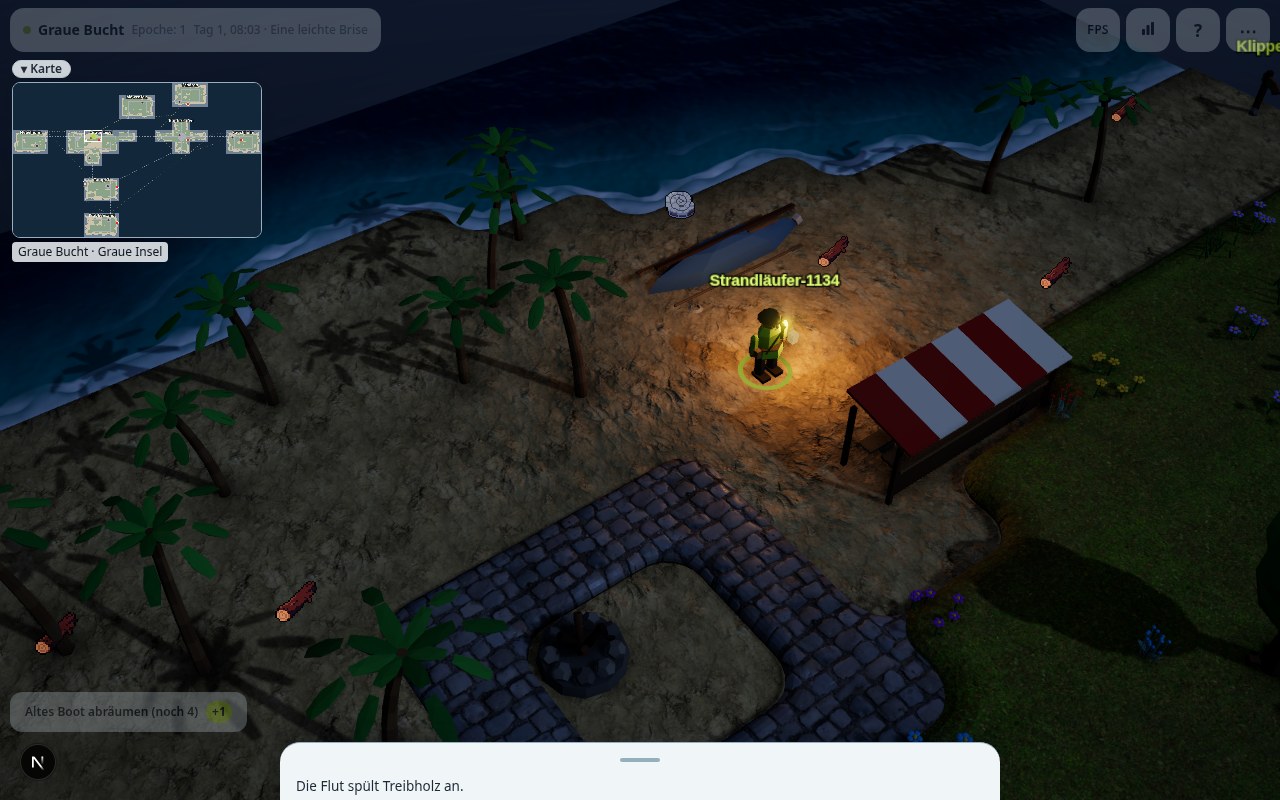 Graue Bucht Epoche: 1 Tag 1, 08:03 · Eine leichte Brise
FPS
?
...
Klippe
▾ Karte
Graue Bucht · Graue Insel
Strandläufer-1134
Altes Boot abräumen (noch 4) +1
N
Die Flut spült Treibholz an.